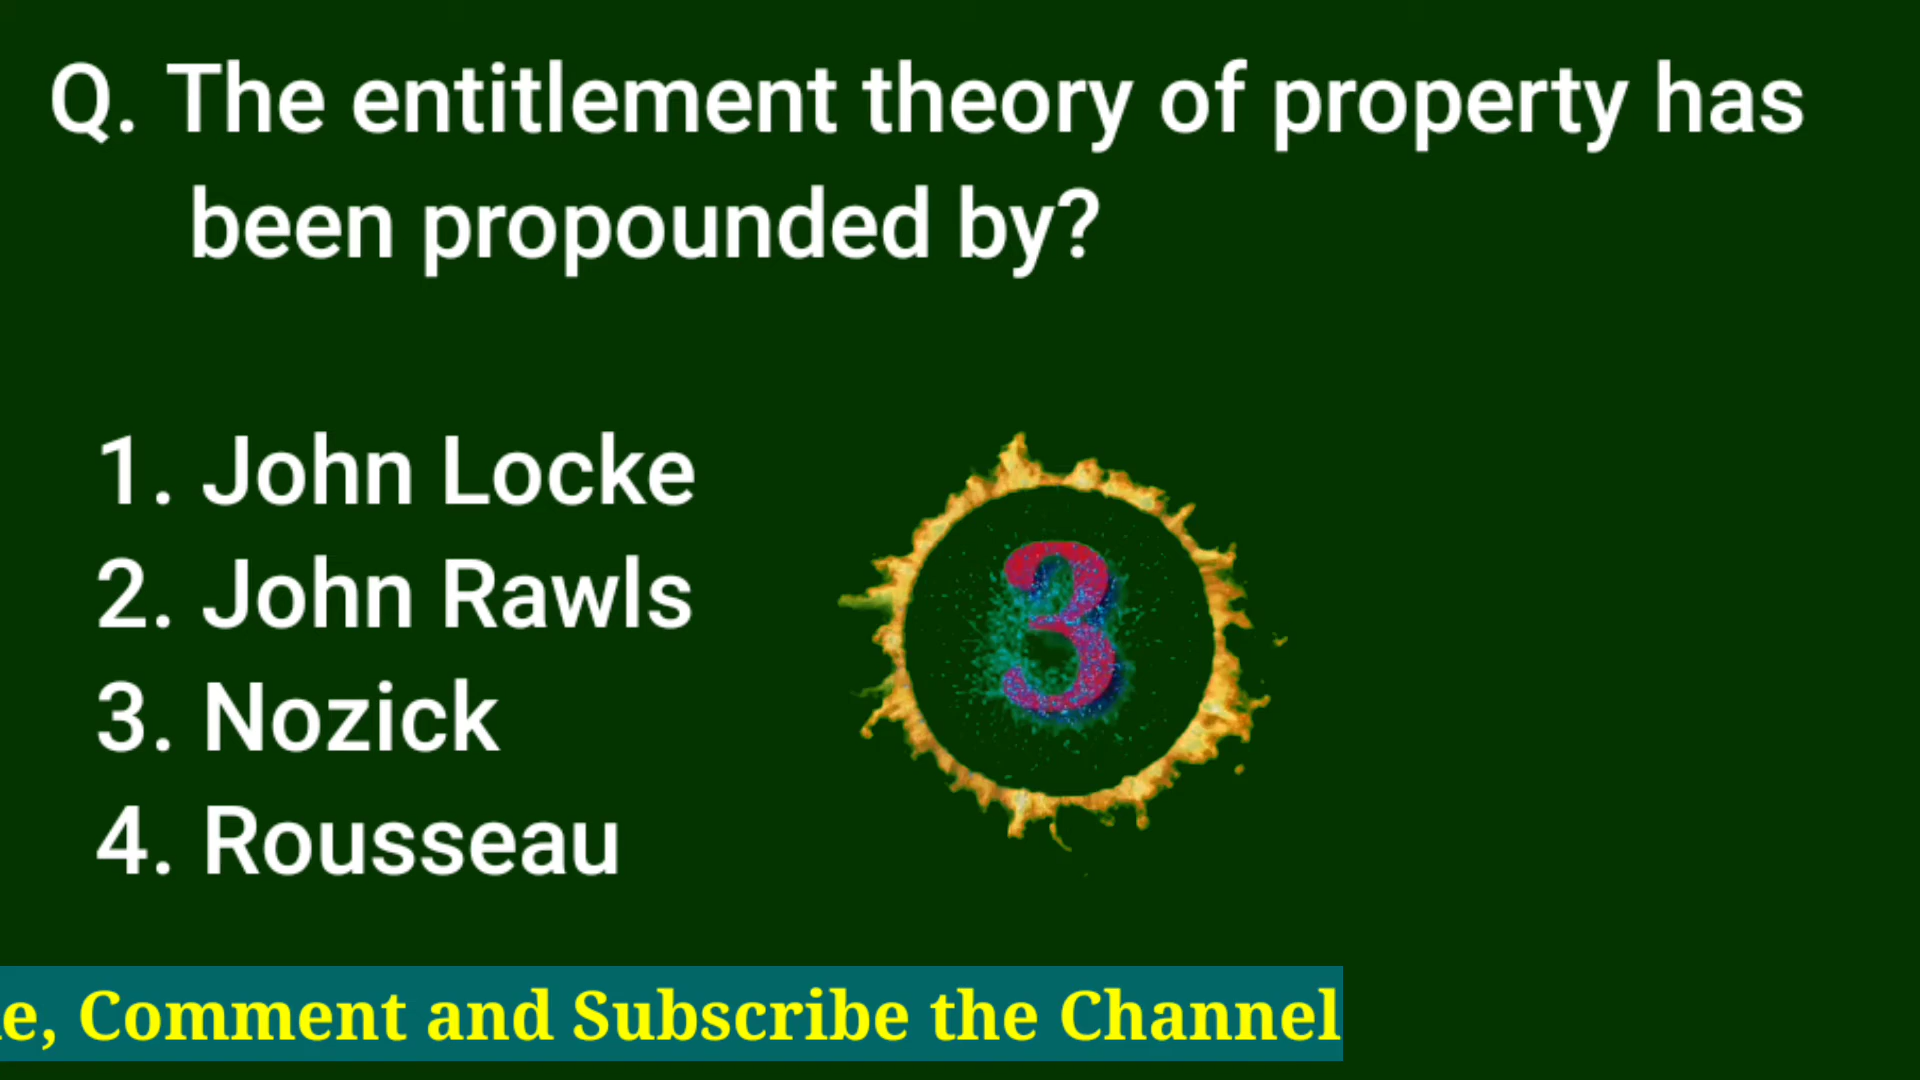 Q. The entitlement theory of property has
been propounded by?
1. John Locke
2. John Rawls
3
3. Nozick
4. Rousseau
e, Comment and Subscribe the Channel